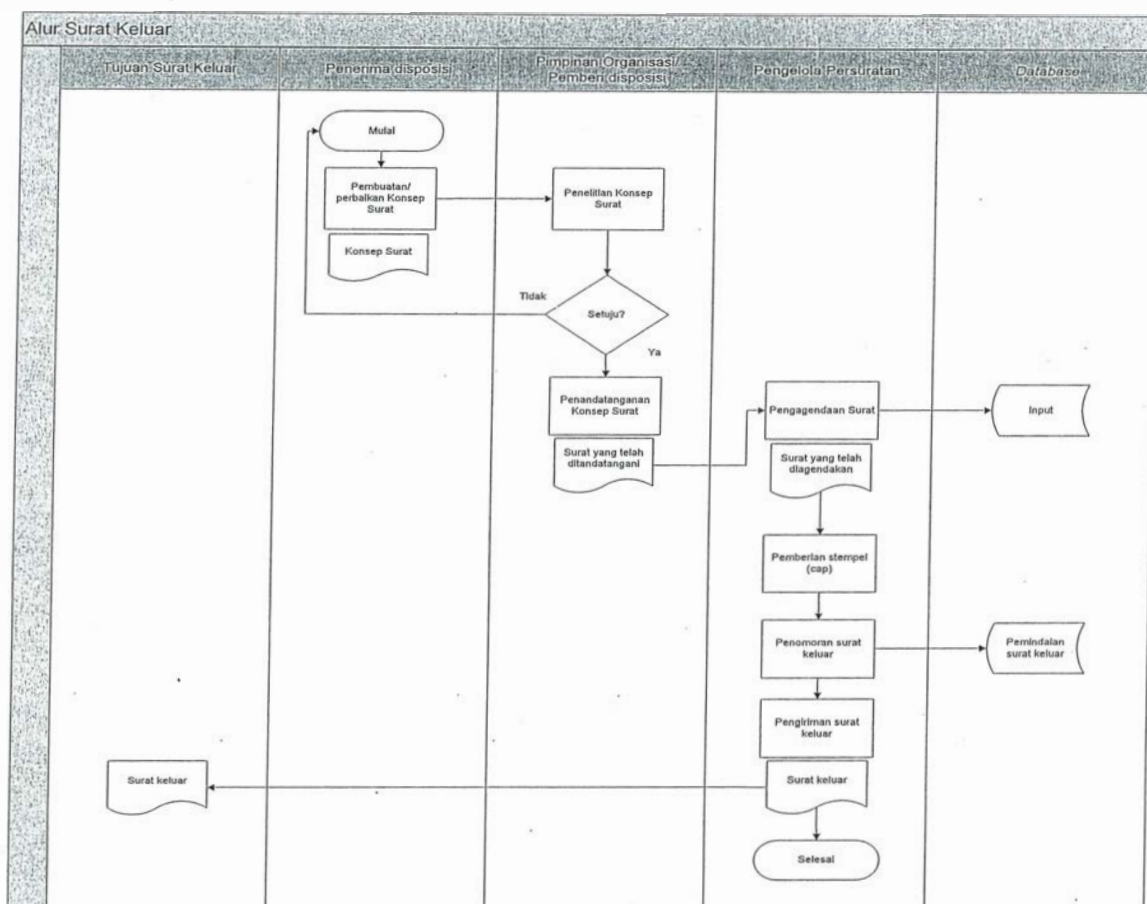 Alur Surat Keluar
Tujuan Surat Keluar
Penerima disposisi
Pimpinan Organisasi/
Pemberi disposisi
Pengelola Persuratan
Database
Mulai
Pembuatan/
perbaikan Konsep
Surat
Konsep Surat
Penelitian Konsep
Surat
Setuju?
Tidak
Ya
Penandatanganan
Konsep Surat
Surat yang telah
ditandatangani
Pengagendaan Surat
Input
Surat yang telah
diagendakan
Pemberian stempel
(cap)
Penomoran surat
keluar
Pemindaian
surat keluar
Pengiriman surat
keluar
Surat keluar
Surat keluar
Selesai